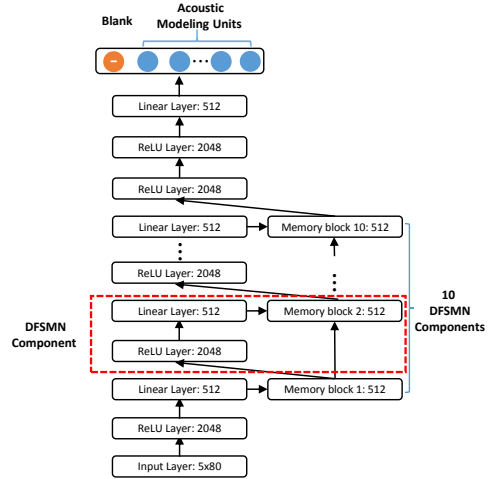 Blank
Acoustic
Modeling Units
-
Linear Layer: 512
ReLU Layer: 2048
ReLU Layer: 2048
Linear Layer: 512
Memory block 10: 512
ReLU Layer: 2048
Linear Layer: 512
Memory block 2: 512
ReLU Layer: 2048
DFSMN
Component
10
DFSMN
Components
Linear Layer: 512
Memory block 1: 512
ReLU Layer: 2048
Input Layer: 5x80